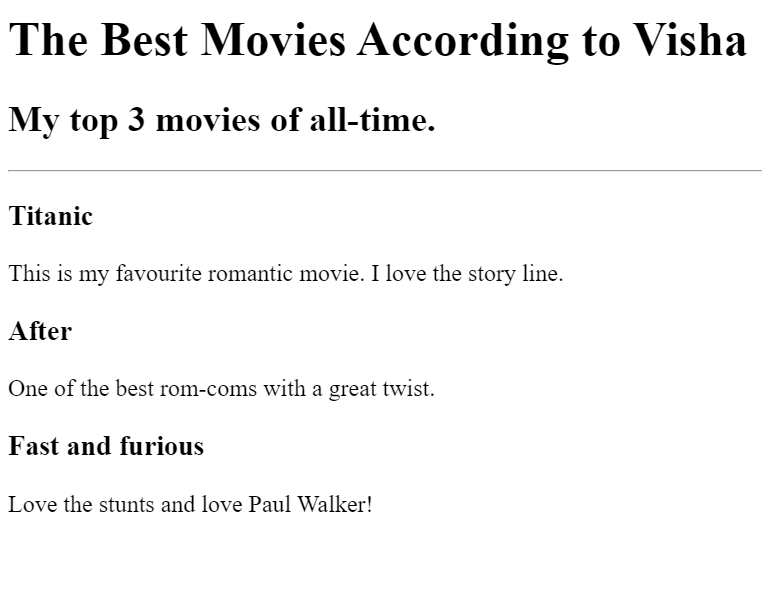 The Best Movies According to Visha
My top 3 movies of all-time.
Titanic
This is my favourite romantic movie. I love the story line.
After
One of the best rom-coms with a great twist.
Fast and furious
Love the stunts and love Paul Walker!